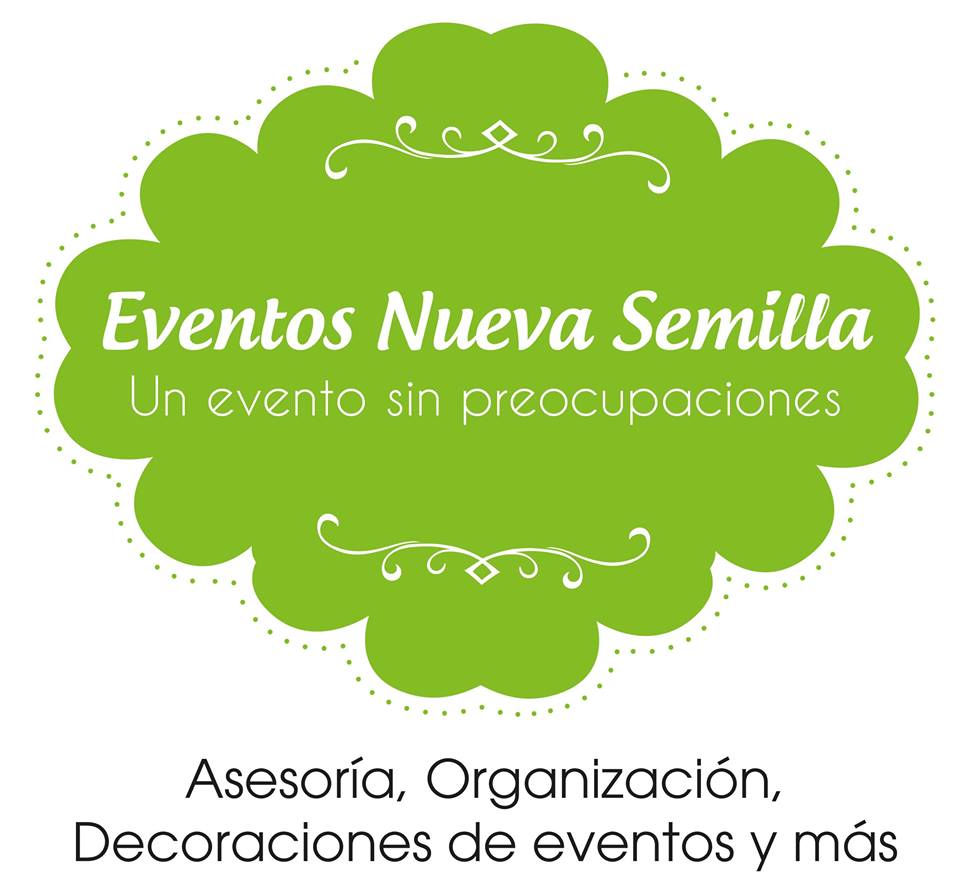 Eventos Nueva Semilla
Un evento sin preocupaciones
Asesoría, Organización,
Decoraciones de eventos y más